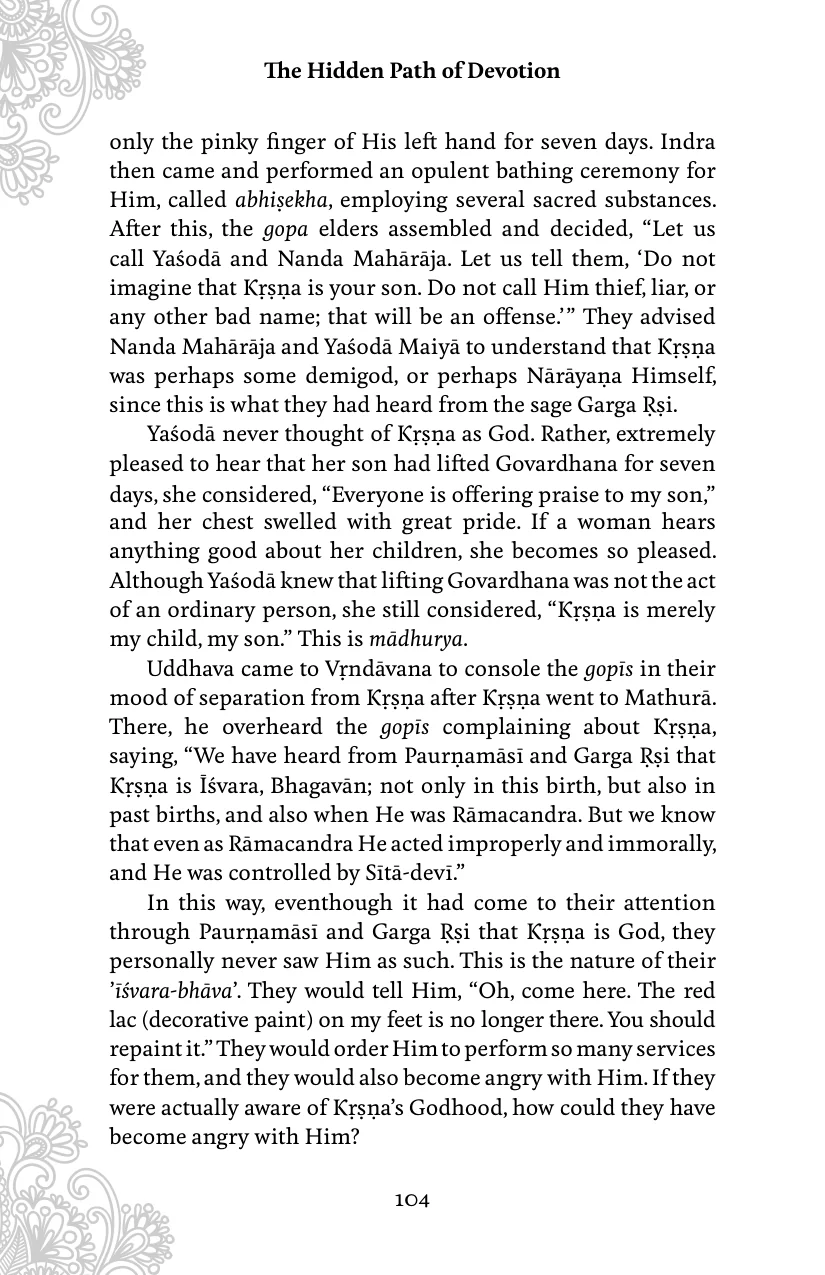 The Hidden Path of Devotion
only the pinky finger of His left hand for seven days. Indra
then came and performed an opulent bathing ceremony for
Him, called abhiṣekha, employing several sacred substances.
After this, the gopa elders assembled and decided, “Let us
call Yaśodā and Nanda Mahārāja. Let us tell them, ‘Do not
imagine that Kṛṣṇa is your son. Do not call Him thief, liar, or
any other bad name; that will be an offense.’” They advised
Nanda Mahārāja and Yaśodā Maiyā to understand that Kṛṣṇa
was perhaps some demigod, or perhaps Nārāyaṇa Himself,
since this is what they had heard from the sage Garga Ṛṣi.
Yaśodā never thought of Kṛṣṇa as God. Rather, extremely
pleased to hear that her son had lifted Govardhana for seven
days, she considered, “Everyone is offering praise to my son,”
and her chest swelled with great pride. If a woman hears
anything good about her children, she becomes so pleased.
Although Yaśodā knew that lifting Govardhana was not the act
of an ordinary person, she still considered, “Kṛṣṇa is merely
my child, my son.” This is mādhurya.
Uddhava came to Vṛndāvana to console the gopīs in their
mood of separation from Kṛṣṇa after Kṛṣṇa went to Mathurā.
There, he overheard the gopīs complaining about Kṛṣṇa,
saying, “We have heard from Paurṇamāsī and Garga Ṛṣi that
Kṛṣṇa is Īśvara, Bhagavān; not only in this birth, but also in
past births, and also when He was Rāmacandra. But we know
that even as Rāmacandra He acted improperly and immorally,
and He was controlled by Sītā-devī.”
In this way, eventhough it had come to their attention
through Paurṇamāsī and Garga Ṛṣi that Kṛṣṇa is God, they
personally never saw Him as such. This is the nature of their
’īśvara-bhāva’. They would tell Him, “Oh, come here. The red
lac (decorative paint) on my feet is no longer there. You should
repaint it.” They would order Him to perform so many services
for them, and they would also become angry with Him. If they
were actually aware of Kṛṣṇa’s Godhood, how could they have
become angry with Him?
104